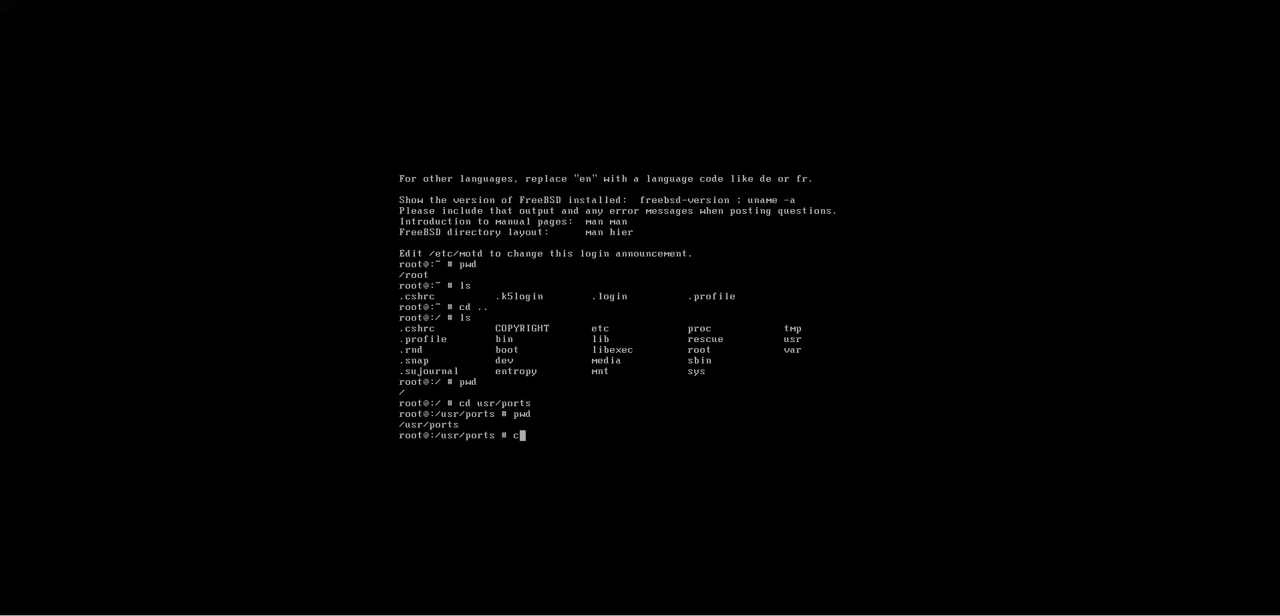 For other languages, replace "en" with a language code like de or fr.
Show the version of FreeBSD installed:  freebsd-version ; uname -a
Please include that output and any error messages when posting questions.
Introduction to manual pages:  man man
FreeBSD directory layout:      man hier
Edit /etc/motd to change this login announcement.
root@:~ # pwd
/root
root@:~ # ls
.cshrc          .k5login        .login          .profile
root@:~ # cd ..
root@:/ # ls
.cshrc          COPYRIGHT       etc             proc            tmp
.profile        bin             lib             rescue          usr
.rnd            boot            libexec         root            var
.snap           dev             media           sbin
.sujournal      entropy         mnt             sys
root@:/ # pwd
/
root@:/ # cd usr/ports
root@:/usr/ports # pwd
/usr/ports
root@:/usr/ports # c